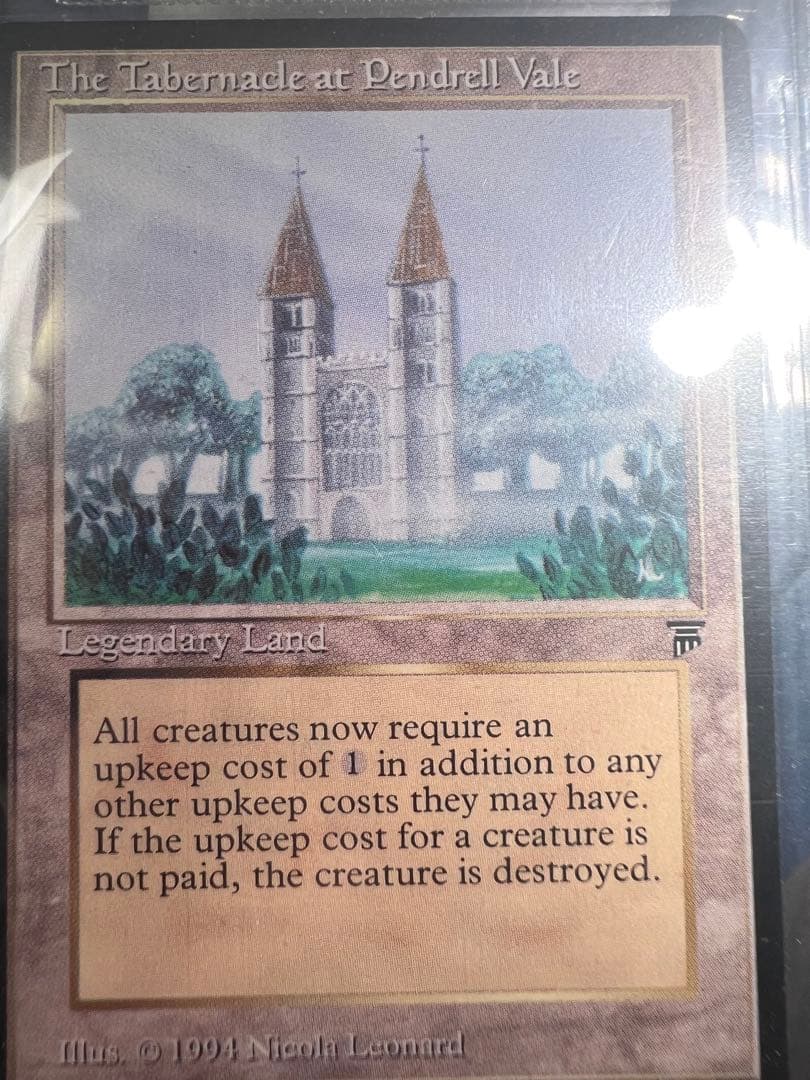 The Tabernacle at Pendrell Vale
Legendary Land
All creatures now require an
upkeep cost of 1 in addition to any
other upkeep costs they may have.
If the upkeep cost for a creature is
not paid, the creature is destroyed.
Illus. © 1994 Nicola Leonard